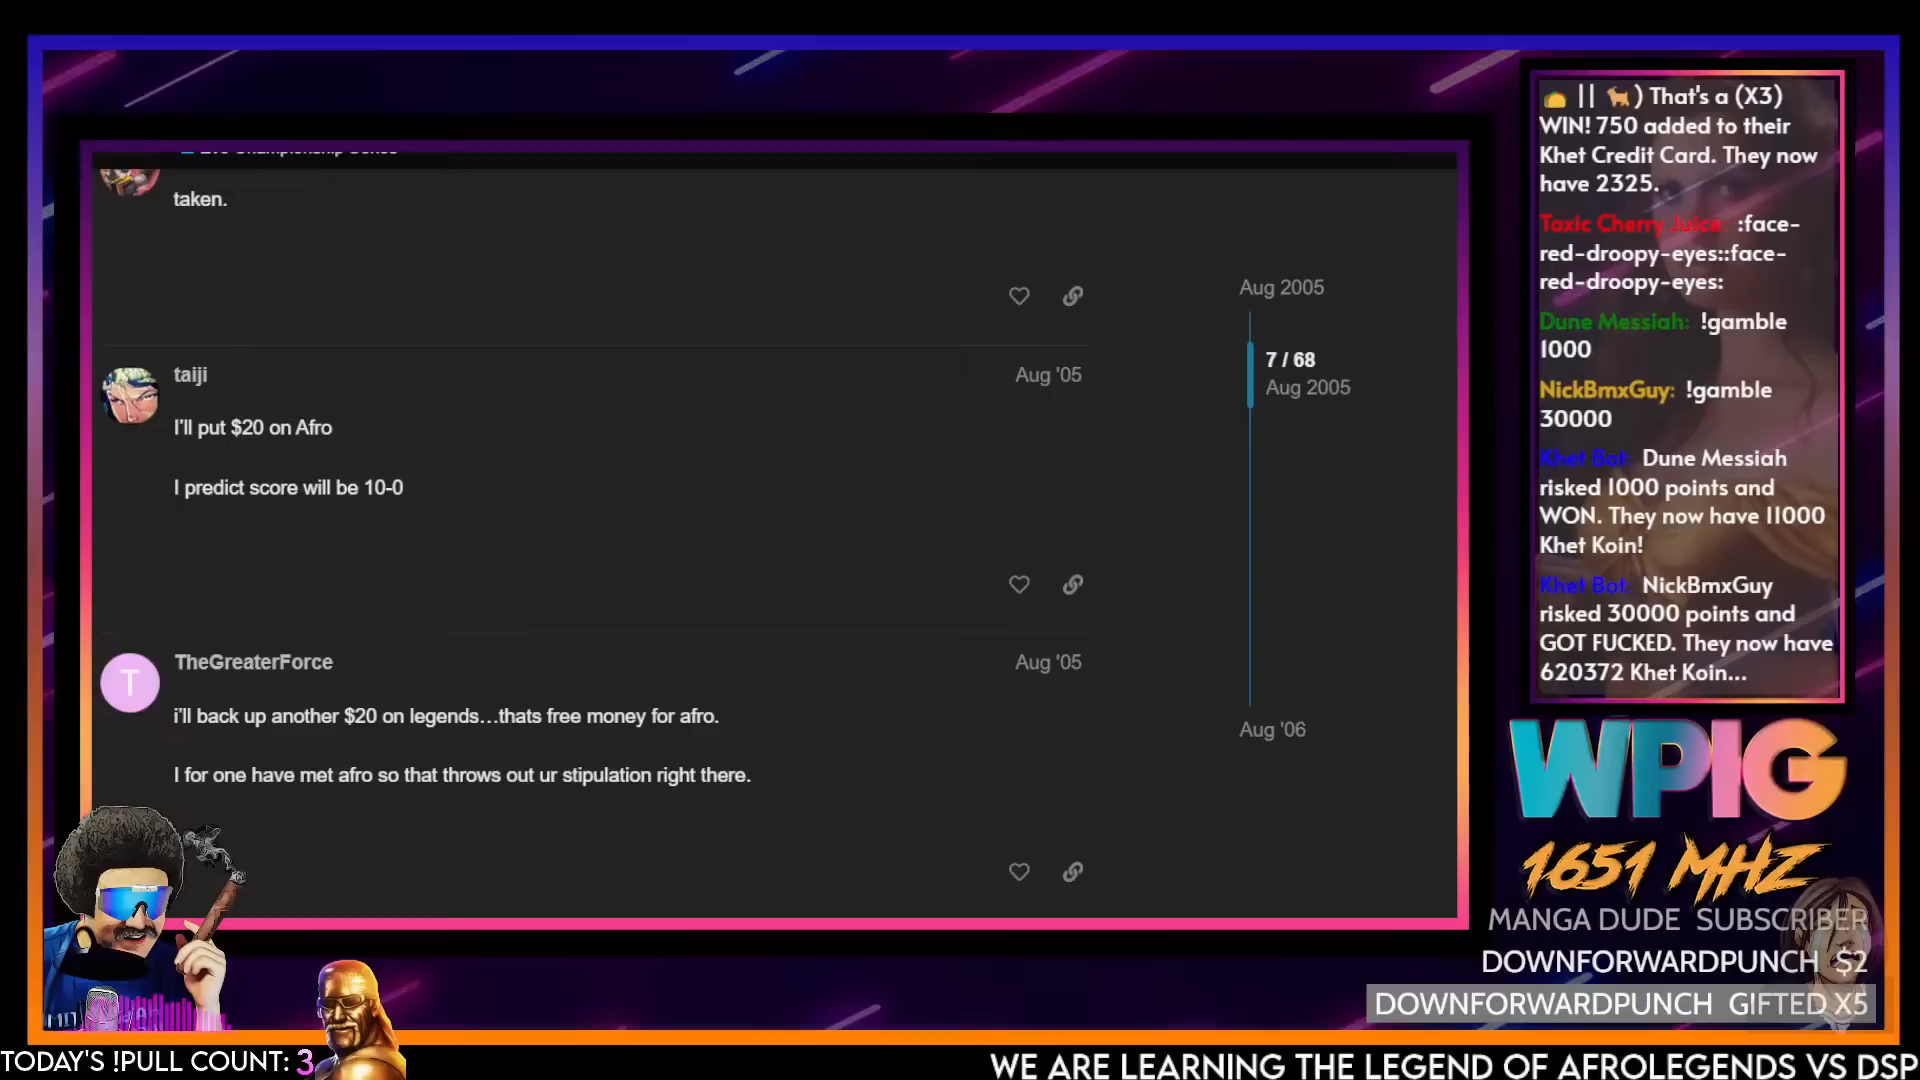 Evo Championship Series
taken.
taiji
Aug '05
I'll put $20 on Afro
I predict score will be 10-0
TheGreaterForce
Aug '05
T
i'll back up another $20 on legends…thats free money for afro.
I for one have met afro so that throws out ur stipulation right there.
Aug 2005
7 / 68
Aug 2005
Aug '06
|| ) That's a (X3)
WIN! 750 added to their
Khet Credit Card. They now
have 2325.
Toxic Cherry Juice: :face-
red-droopy-eyes::face-
red-droopy-eyes:
Dune Messiah: !gamble
1000
NickBmxGuy: !gamble
30000
Khet Bot: Dune Messiah
risked 1000 points and
WON. They now have 11000
Khet Koin!
Khet Bot: NickBmxGuy
risked 30000 points and
GOT FUCKED. They now have
620372 Khet Koin...
WPIG
1651 MHZ
MANGA DUDE SUBSCRIBER
DOWNFORWARDPUNCH $2
DOWNFORWARDPUNCH GIFTED X5
TODAY'S !PULL COUNT: 3
WE ARE LEARNING THE LEGEND OF AFROLEGENDS VS DSP